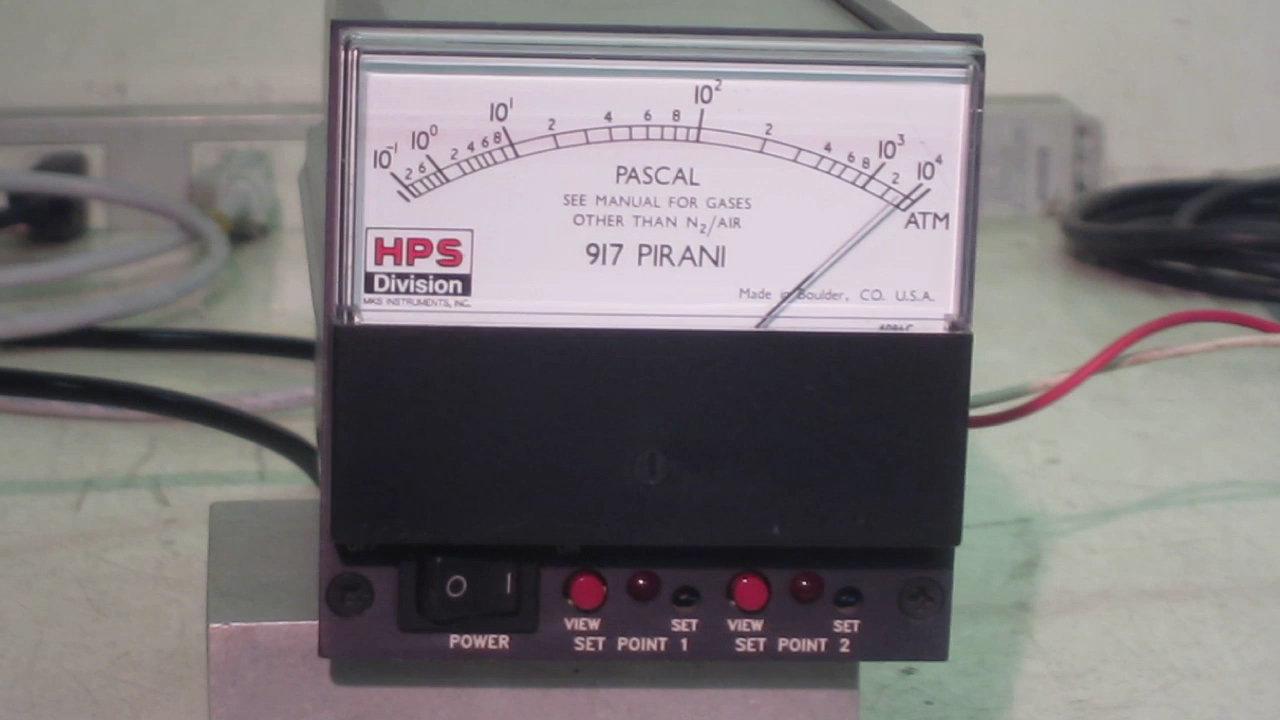 10⁻¹ 2 6 10⁰ 2 4 6 8 10¹ 2 4 6 8 10² 2 4 6 8 10³ 2 10⁴
ATM
PASCAL
SEE MANUAL FOR GASES
OTHER THAN N₂/AIR
917 PIRANI
HPS
Division
MKS INSTRUMENTS, INC.
Made in Boulder, CO. U.S.A.
O I
POWER
VIEW SET VIEW SET
SET POINT 1 SET POINT 2